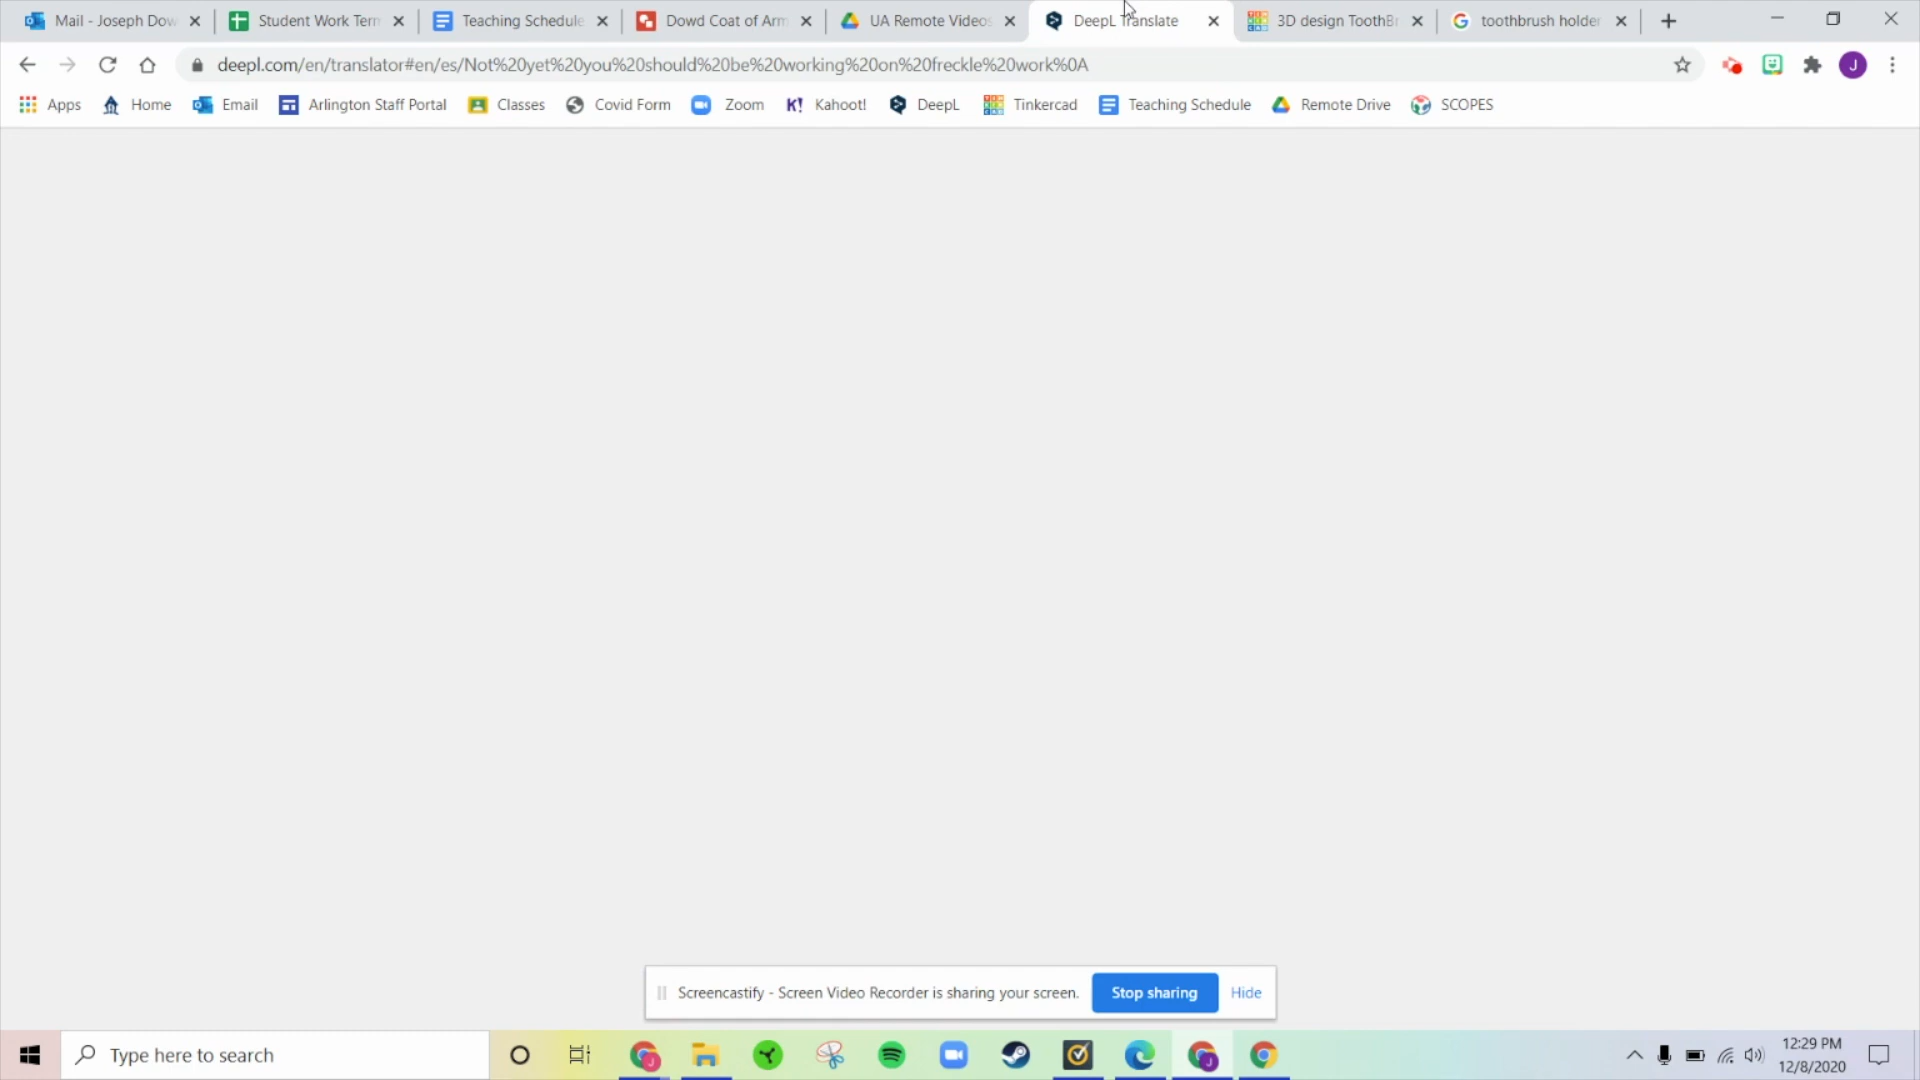 Mail - Joseph Dow
Student Work Tern
Teaching Schedule
Dowd Coat of Arm
UA Remote Videos
DeepL Translate
3D design ToothBr
toothbrush holder
deepl.com/en/translator#en/es/Not%20yet%20you%20should%20be%20working%20on%20freckle%20work%0A
J
Apps
Home
Email
Arlington Staff Portal
Classes
Covid Form
Zoom
K! Kahoot!
DeepL
Tinkercad
Teaching Schedule
Remote Drive
SCOPES
Screencastify - Screen Video Recorder is sharing your screen.
Stop sharing
Hide
Type here to search
12:29 PM
12/8/2020